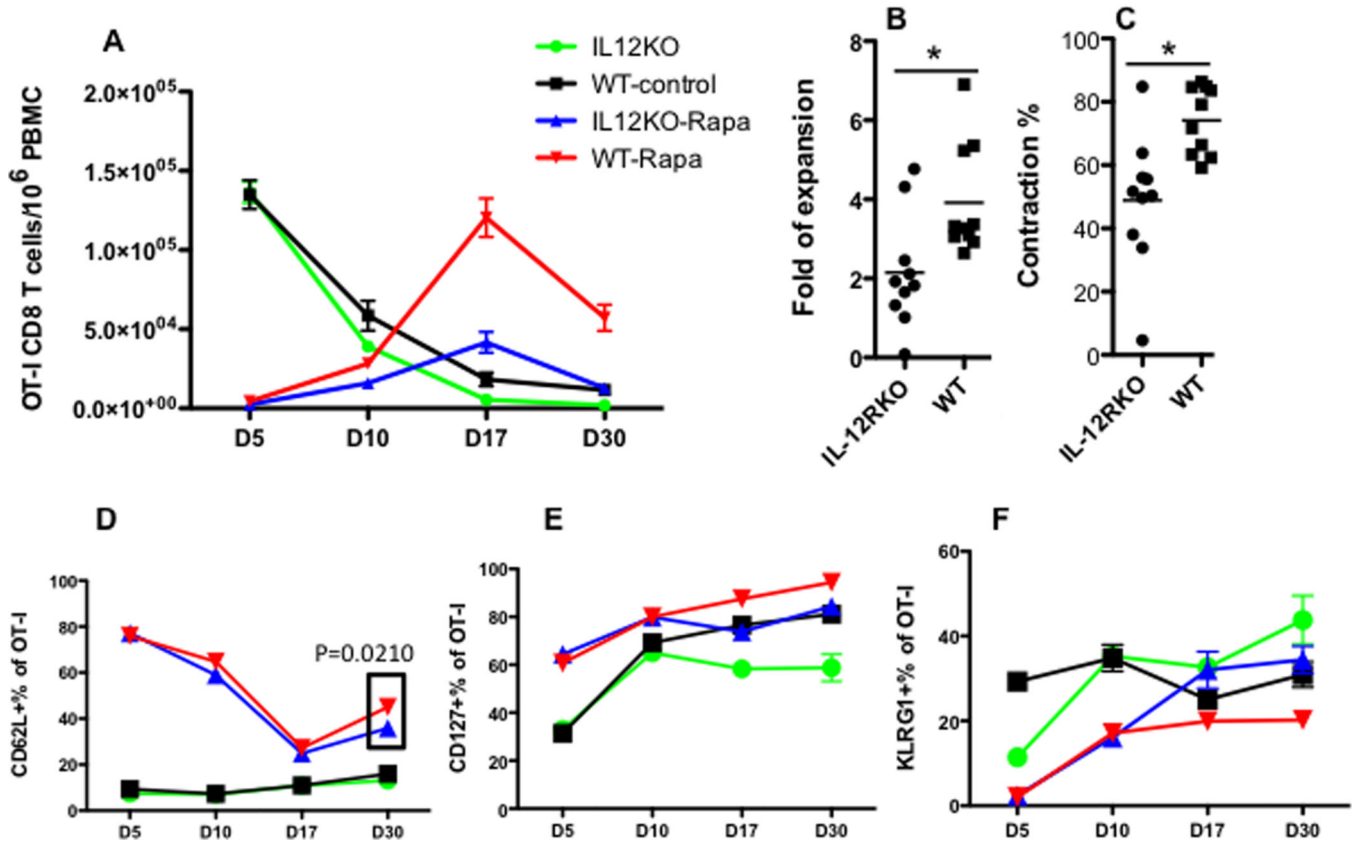 A
IL12KO
WT-control
IL12KO-Rapa
WT-Rapa
OT-I CD8 T cells/10⁶ PBMC
2.0×10⁺⁰⁵
1.5×10⁺⁰⁵
1.0×10⁺⁰⁵
5.0×10⁺⁰⁴
0.0×10⁺⁰⁰
D5 D10 D17 D30
B
*
Fold of expansion
8
6
4
2
0
IL-12RKO WT
C
*
Contraction %
100
80
60
40
20
0
IL-12RKO WT
D
CD62L+% of OT-I
100
80
60
40
20
0
P=0.0210
D5 D10 D17 D30
E
CD127+% of OT-I
100
80
60
40
20
0
D5 D10 D17 D30
F
KLRG1+% of OT-I
60
40
20
0
D5 D10 D17 D30